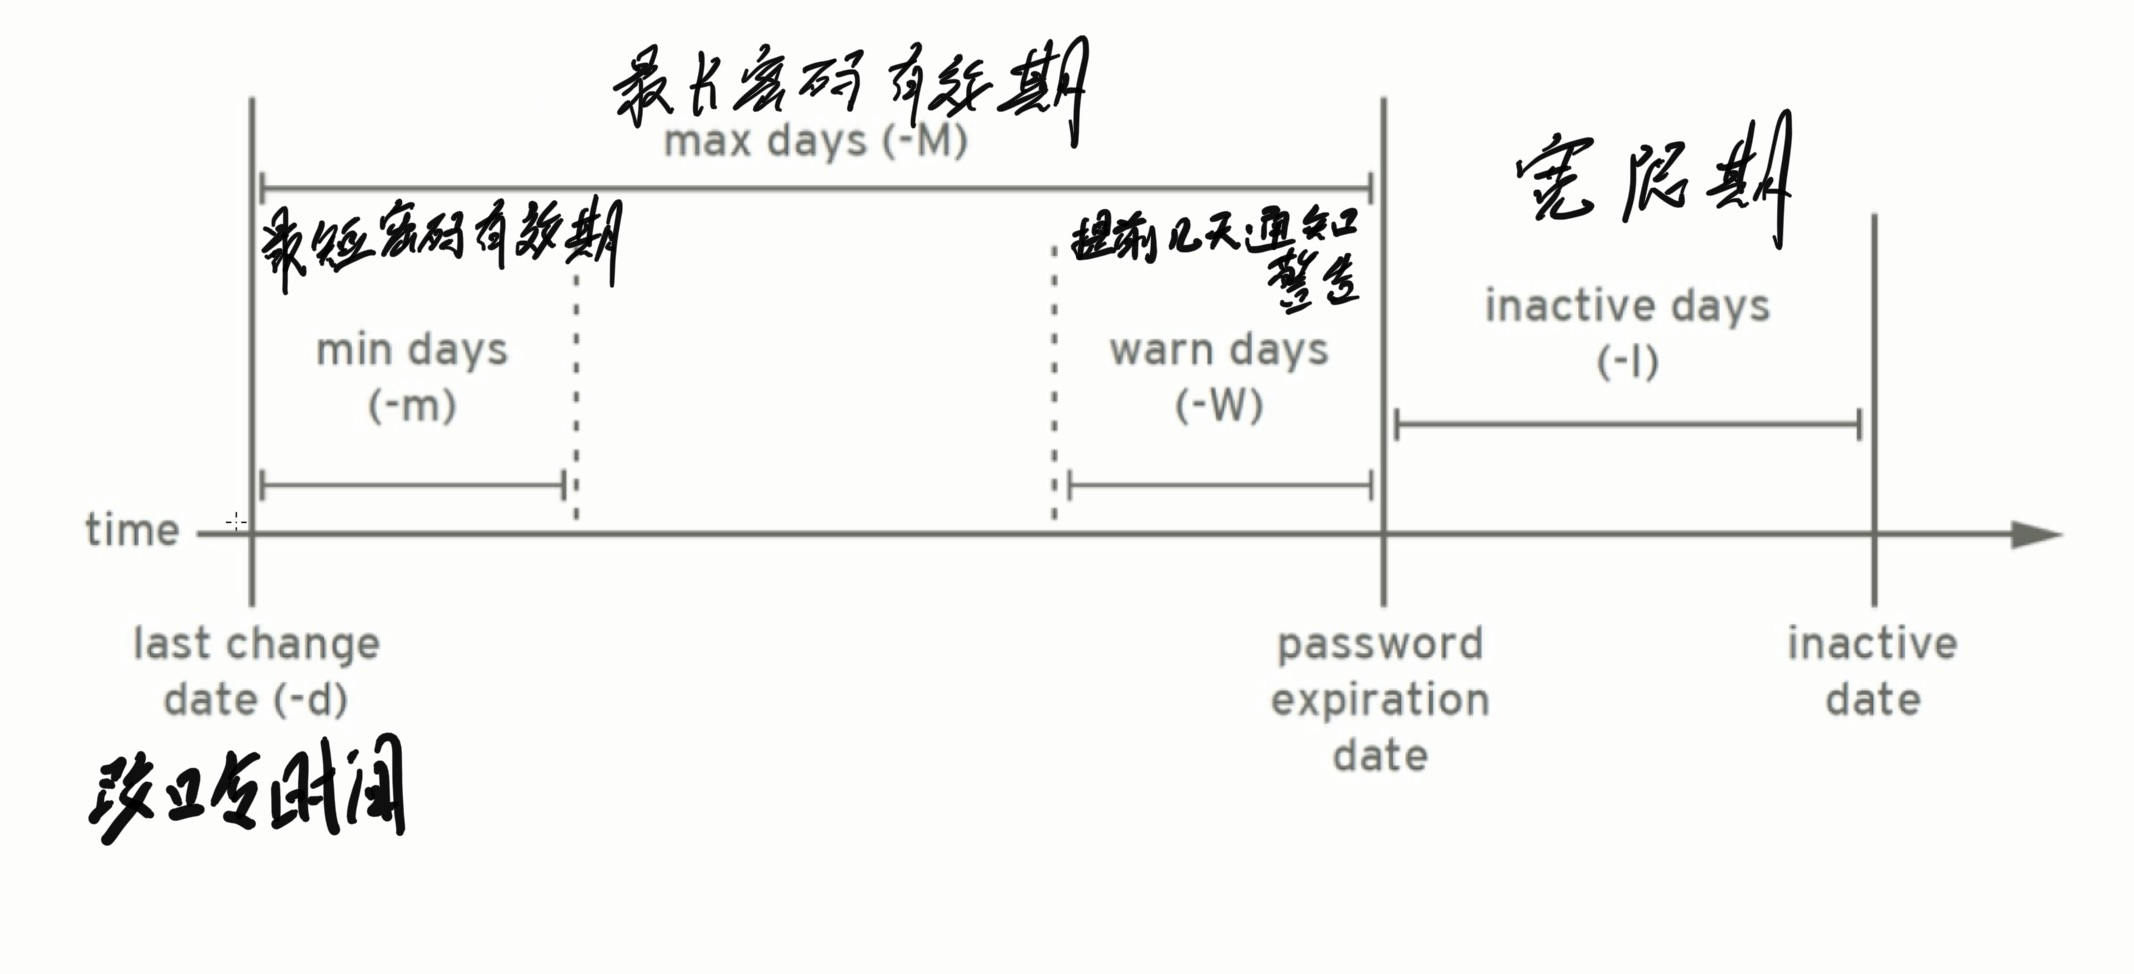 最长密码有效期
max days (-M)
宽限期
最短密码有效期
提前几天通知
警告
min days
(-m)
warn days
(-W)
inactive days
(-I)
time
last change
date (-d)
password
expiration
date
inactive
date
改口令时间